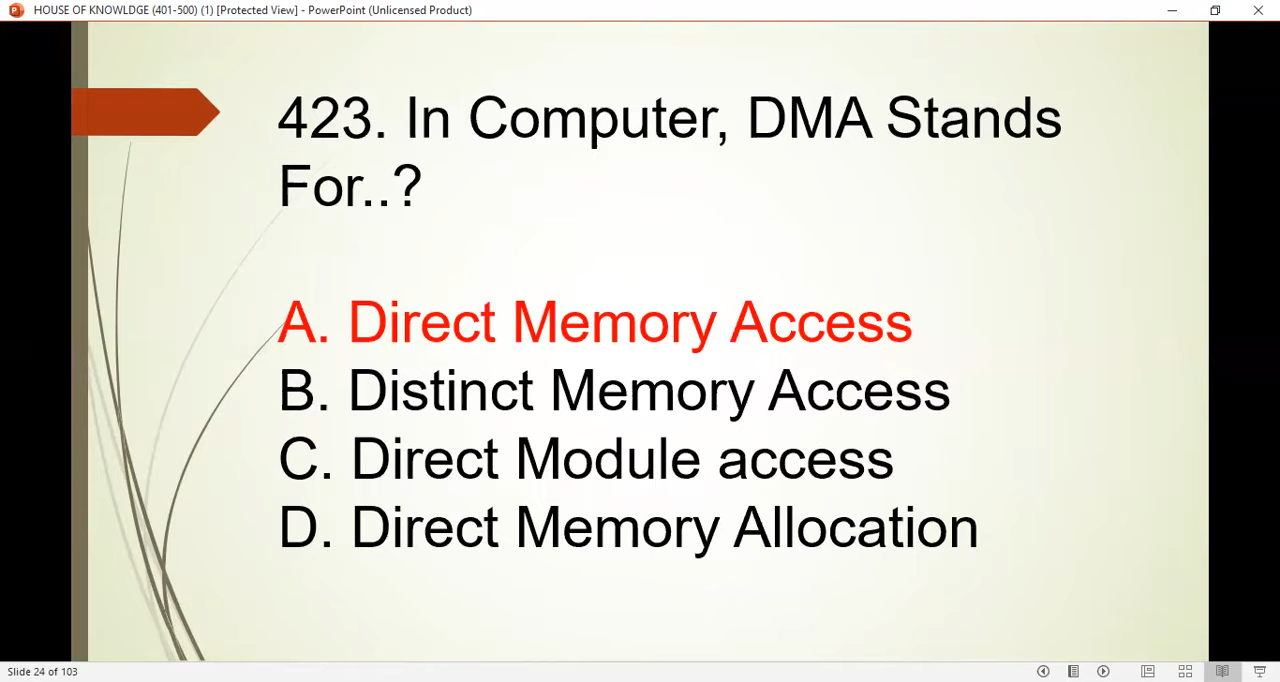 HOUSE OF KNOWLDGE (401-500) (1) [Protected View] - PowerPoint (Unlicensed Product)
423. In Computer, DMA Stands
For..?
A. Direct Memory Access
B. Distinct Memory Access
C. Direct Module access
D. Direct Memory Allocation
Slide 24 of 103